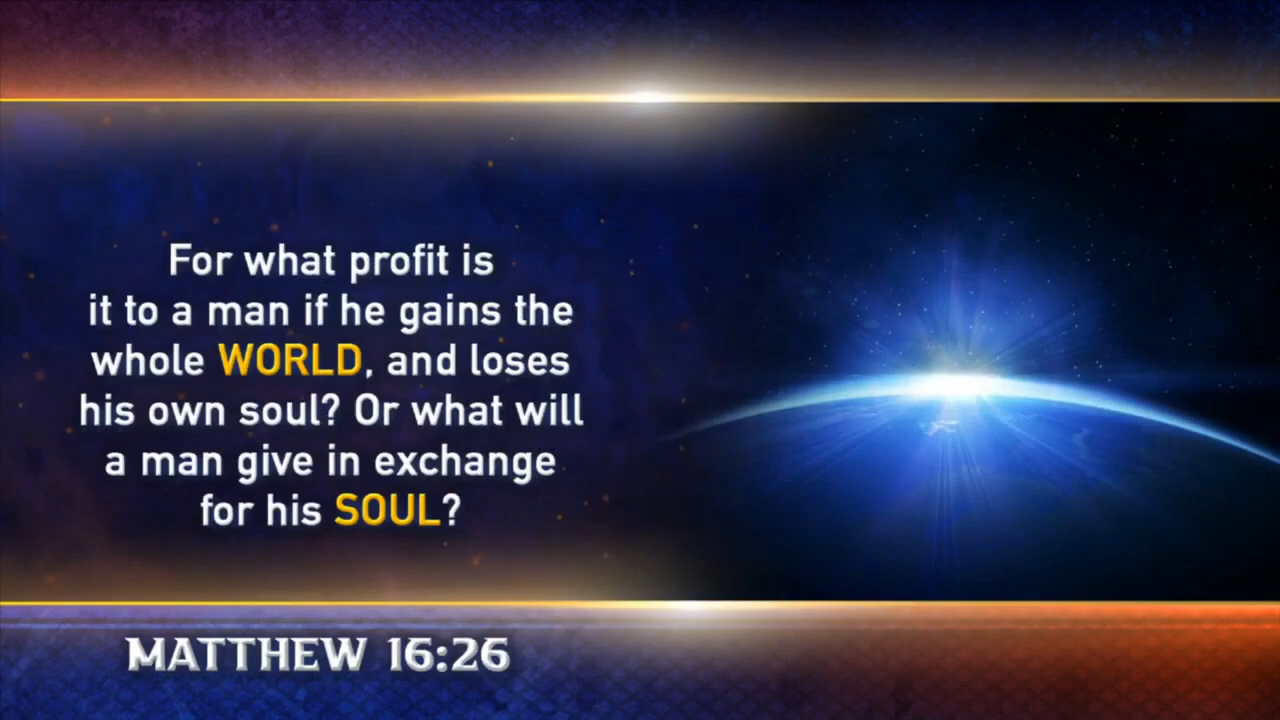 For what profit is
it to a man if he gains the
whole WORLD, and loses
his own soul? Or what will
a man give in exchange
for his SOUL?
MATTHEW 16:26